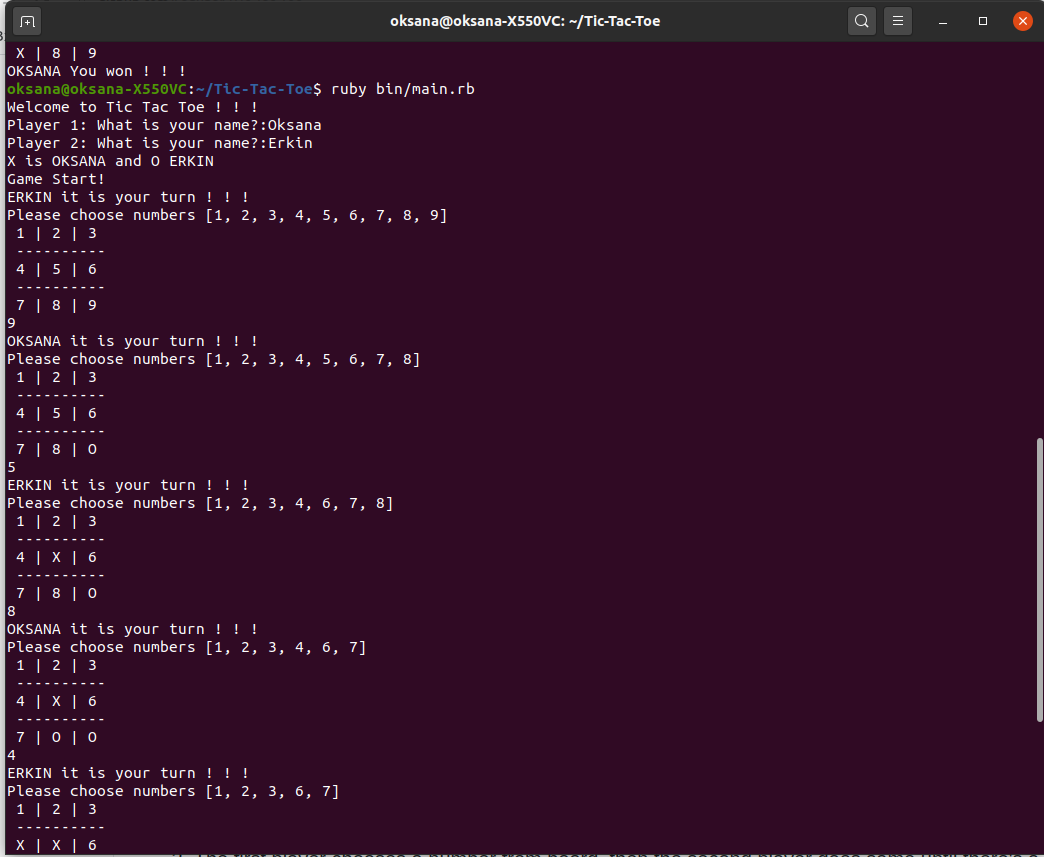 oksana@oksana-X550VC: ~/Tic-Tac-Toe
X | 8 | 9
OKSANA You won ! ! !
oksana@oksana-X550VC:~/Tic-Tac-Toe$ ruby bin/main.rb
Welcome to Tic Tac Toe ! ! !
Player 1: What is your name?:Oksana
Player 2: What is your name?:Erkin
X is OKSANA and O ERKIN
Game Start!
ERKIN it is your turn ! ! !
Please choose numbers [1, 2, 3, 4, 5, 6, 7, 8, 9]
1 | 2 | 3
----------
4 | 5 | 6
----------
7 | 8 | 9
9
OKSANA it is your turn ! ! !
Please choose numbers [1, 2, 3, 4, 5, 6, 7, 8]
1 | 2 | 3
----------
4 | 5 | 6
----------
7 | 8 | O
5
ERKIN it is your turn ! ! !
Please choose numbers [1, 2, 3, 4, 6, 7, 8]
1 | 2 | 3
----------
4 | X | 6
----------
7 | 8 | O
8
OKSANA it is your turn ! ! !
Please choose numbers [1, 2, 3, 4, 6, 7]
1 | 2 | 3
----------
4 | X | 6
----------
7 | O | O
4
ERKIN it is your turn ! ! !
Please choose numbers [1, 2, 3, 6, 7]
1 | 2 | 3
----------
X | X | 6